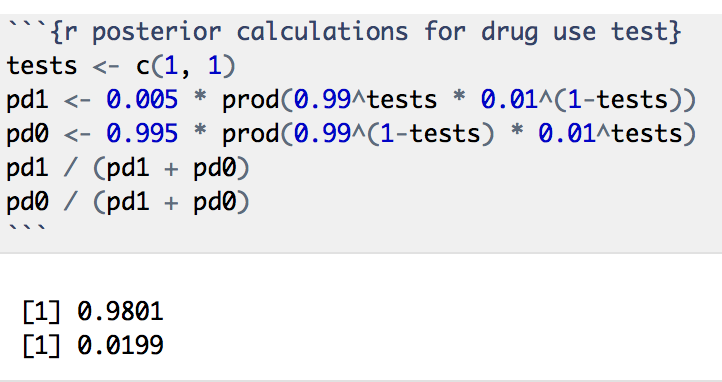 ```{r posterior calculations for drug use test}
tests <- c(1, 1)
pd1 <- 0.005 * prod(0.99^tests * 0.01^(1-tests))
pd0 <- 0.995 * prod(0.99^(1-tests) * 0.01^tests)
pd1 / (pd1 + pd0)
pd0 / (pd1 + pd0)
```
[1] 0.9801
[1] 0.0199